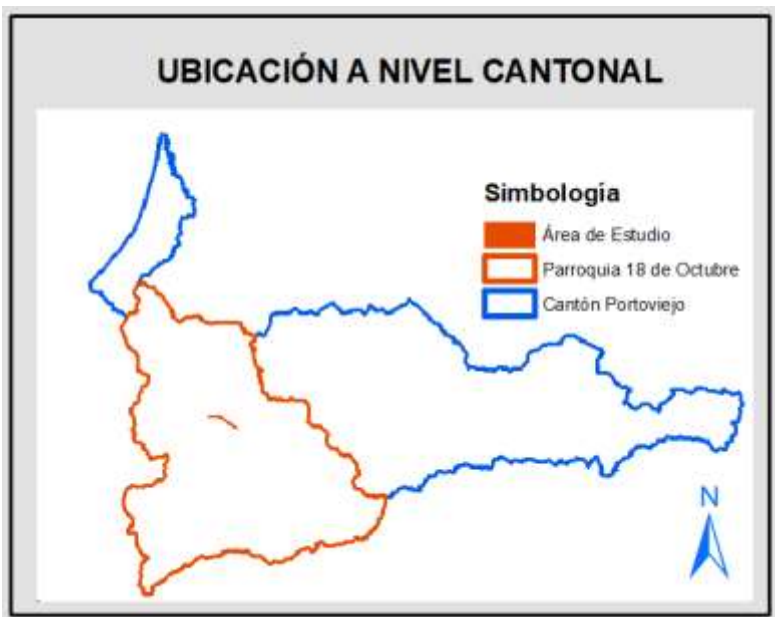 UBICACIÓN A NIVEL CANTONAL
Simbología
Área de Estudio
Parroquia 18 de Octubre
Cantón Portoviejo
N